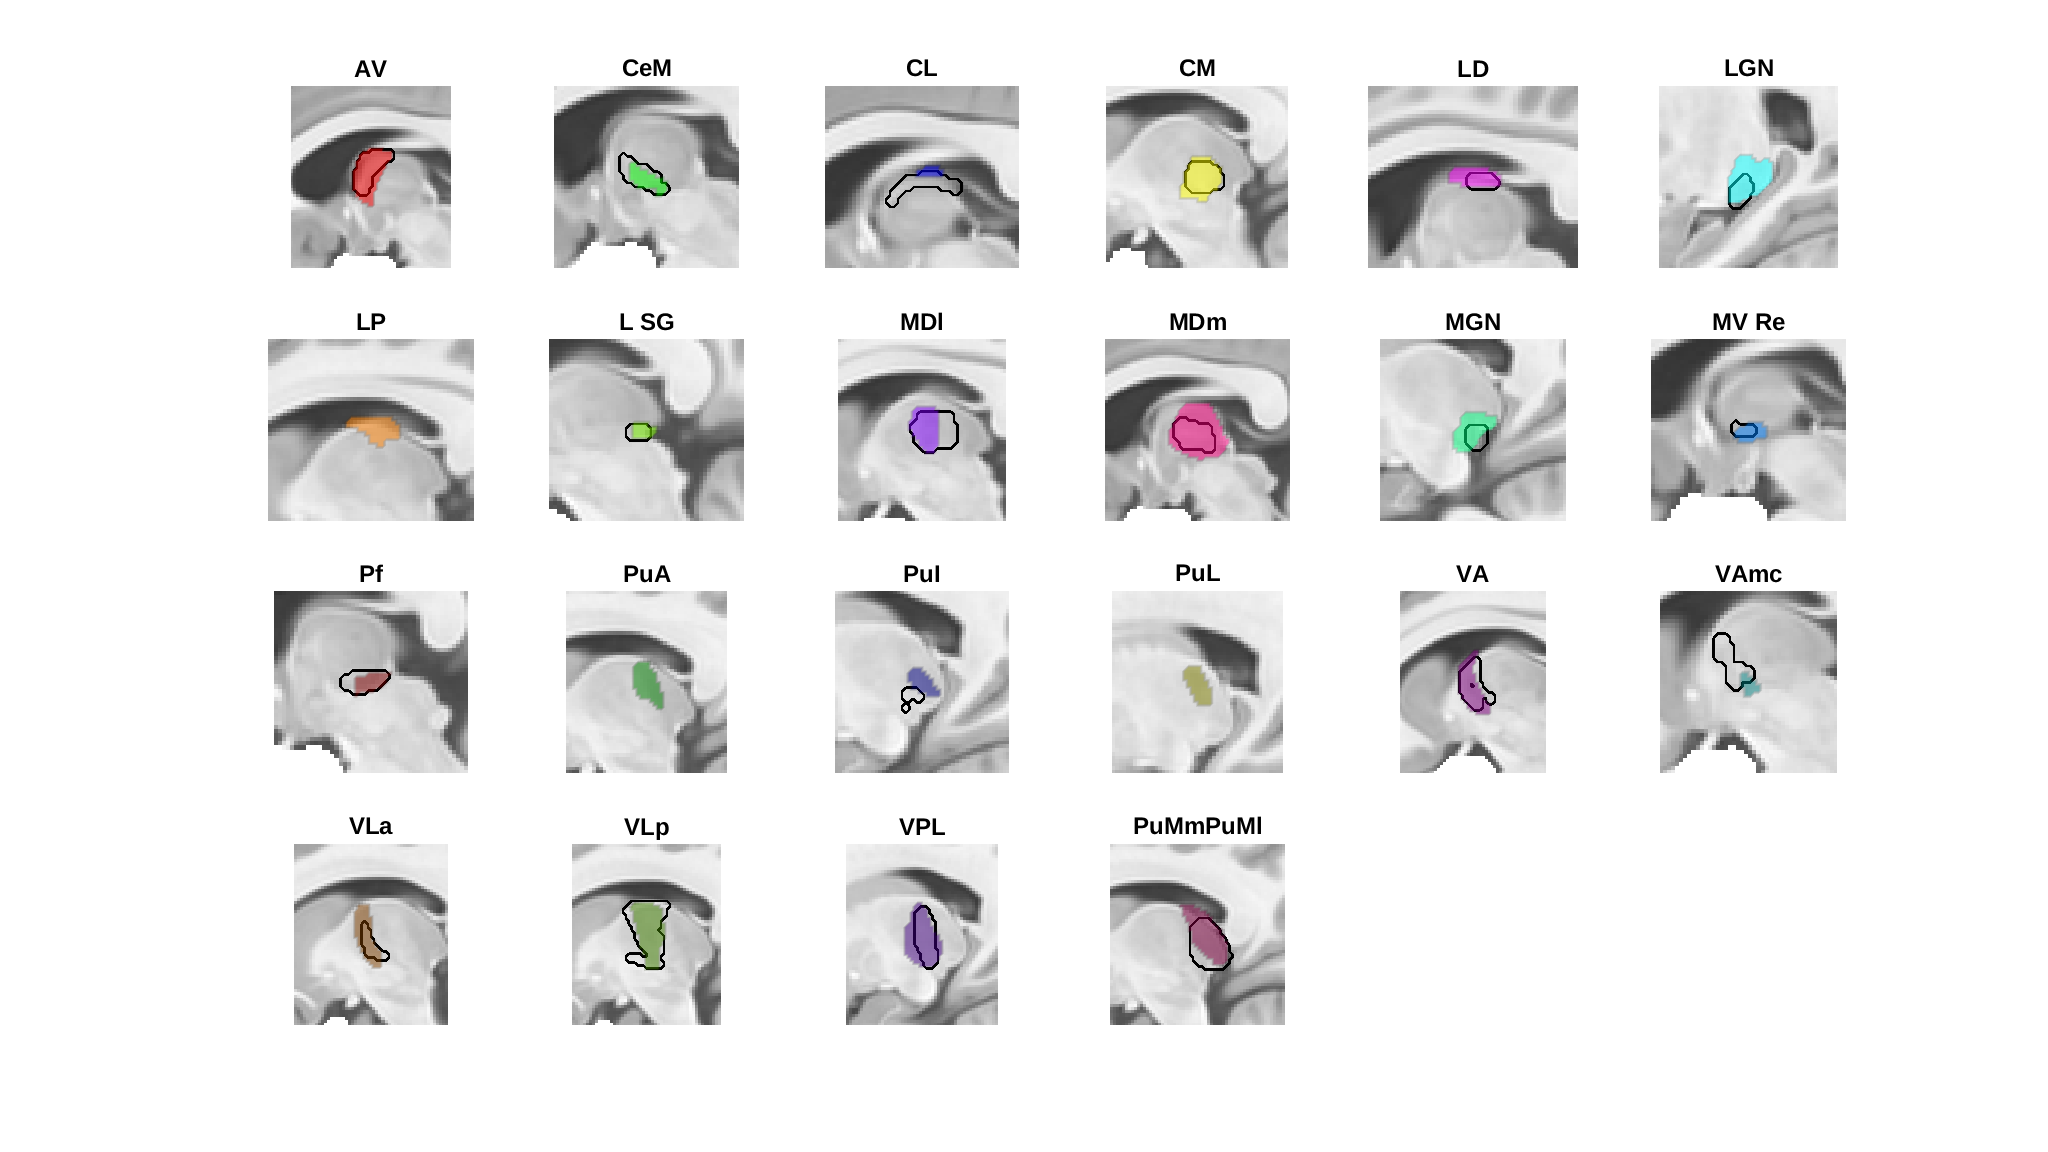 AV CeM CL CM LD LGN
LP L SG MDl MDm MGN MV Re
Pf PuA PuI PuL VA VAmc
VLa VLp VPL PuMmPuMl